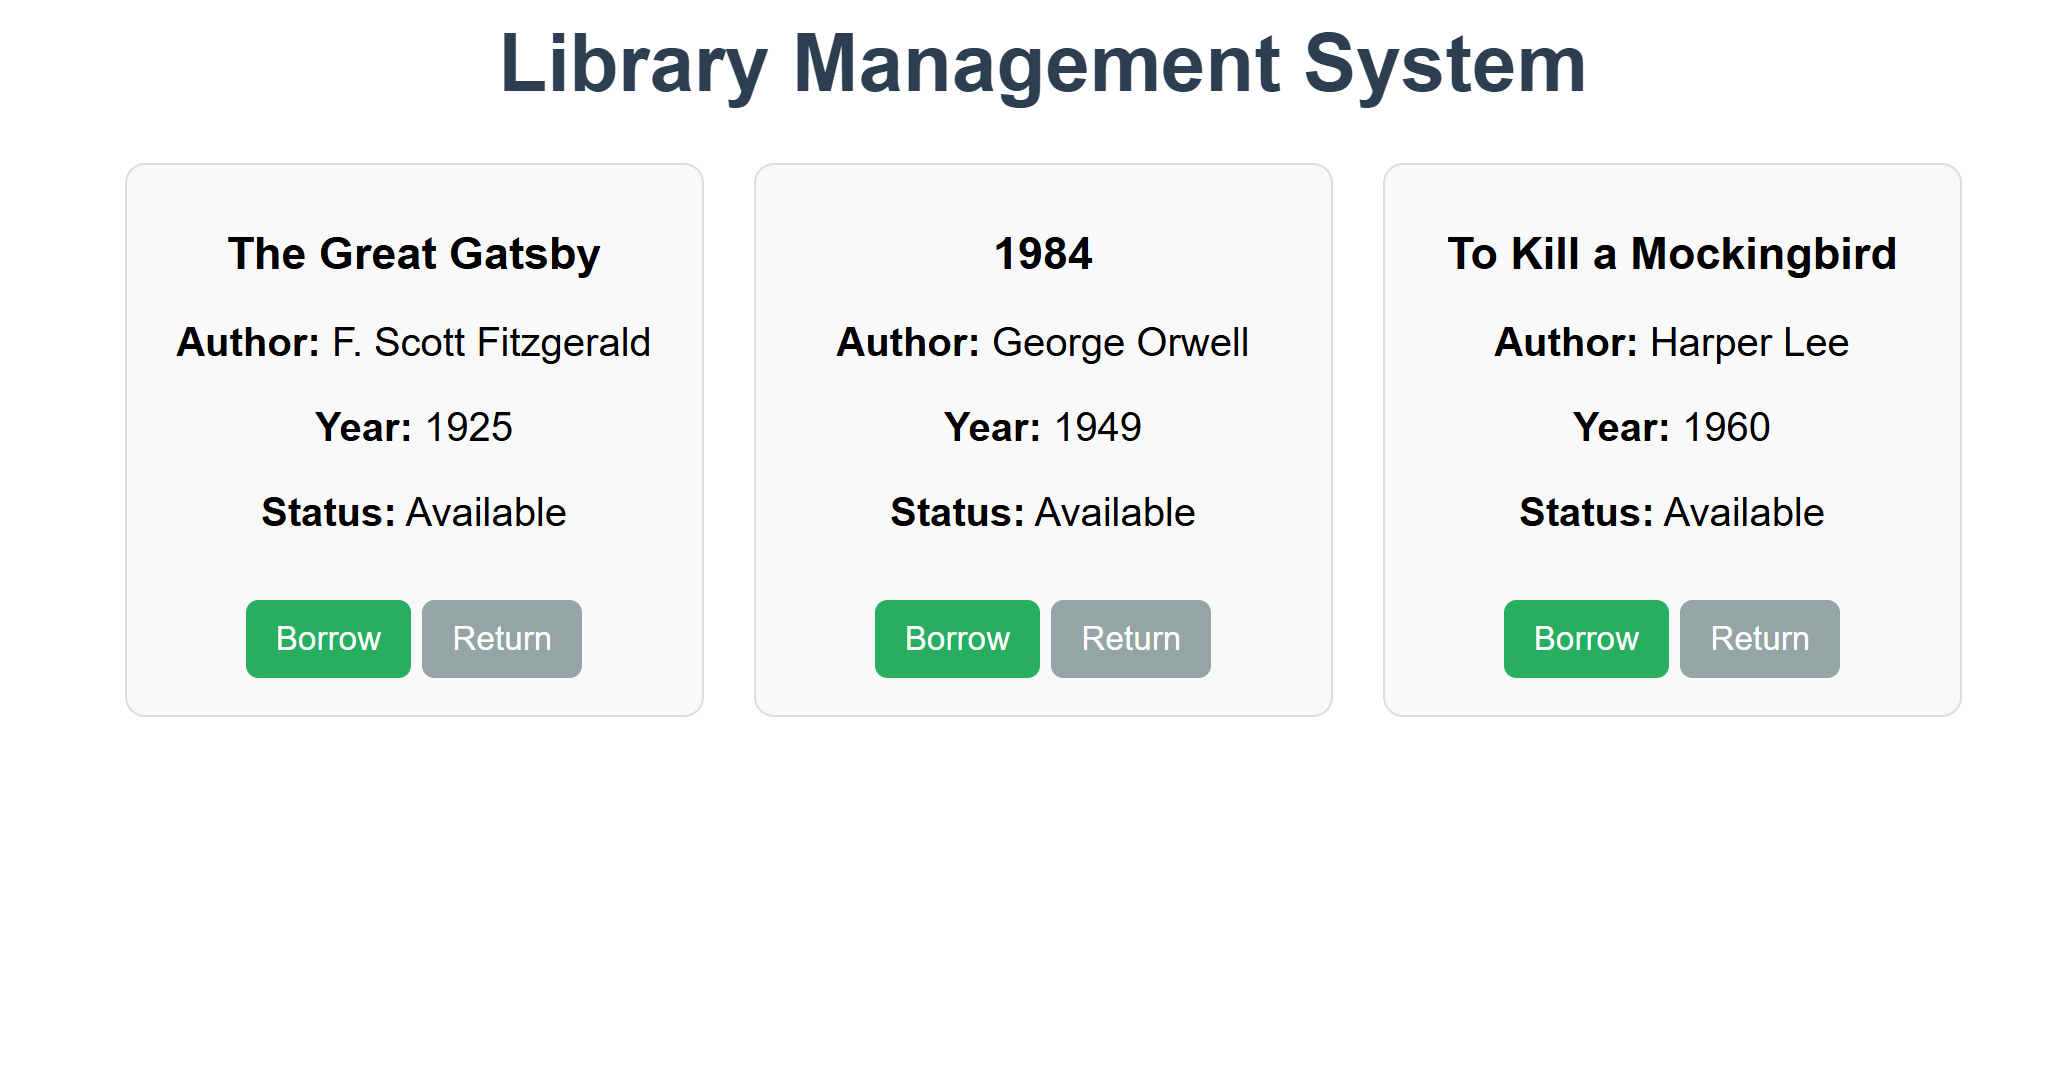 Library Management System
The Great Gatsby
Author: F. Scott Fitzgerald
Year: 1925
Status: Available
Borrow Return
1984
Author: George Orwell
Year: 1949
Status: Available
Borrow Return
To Kill a Mockingbird
Author: Harper Lee
Year: 1960
Status: Available
Borrow Return